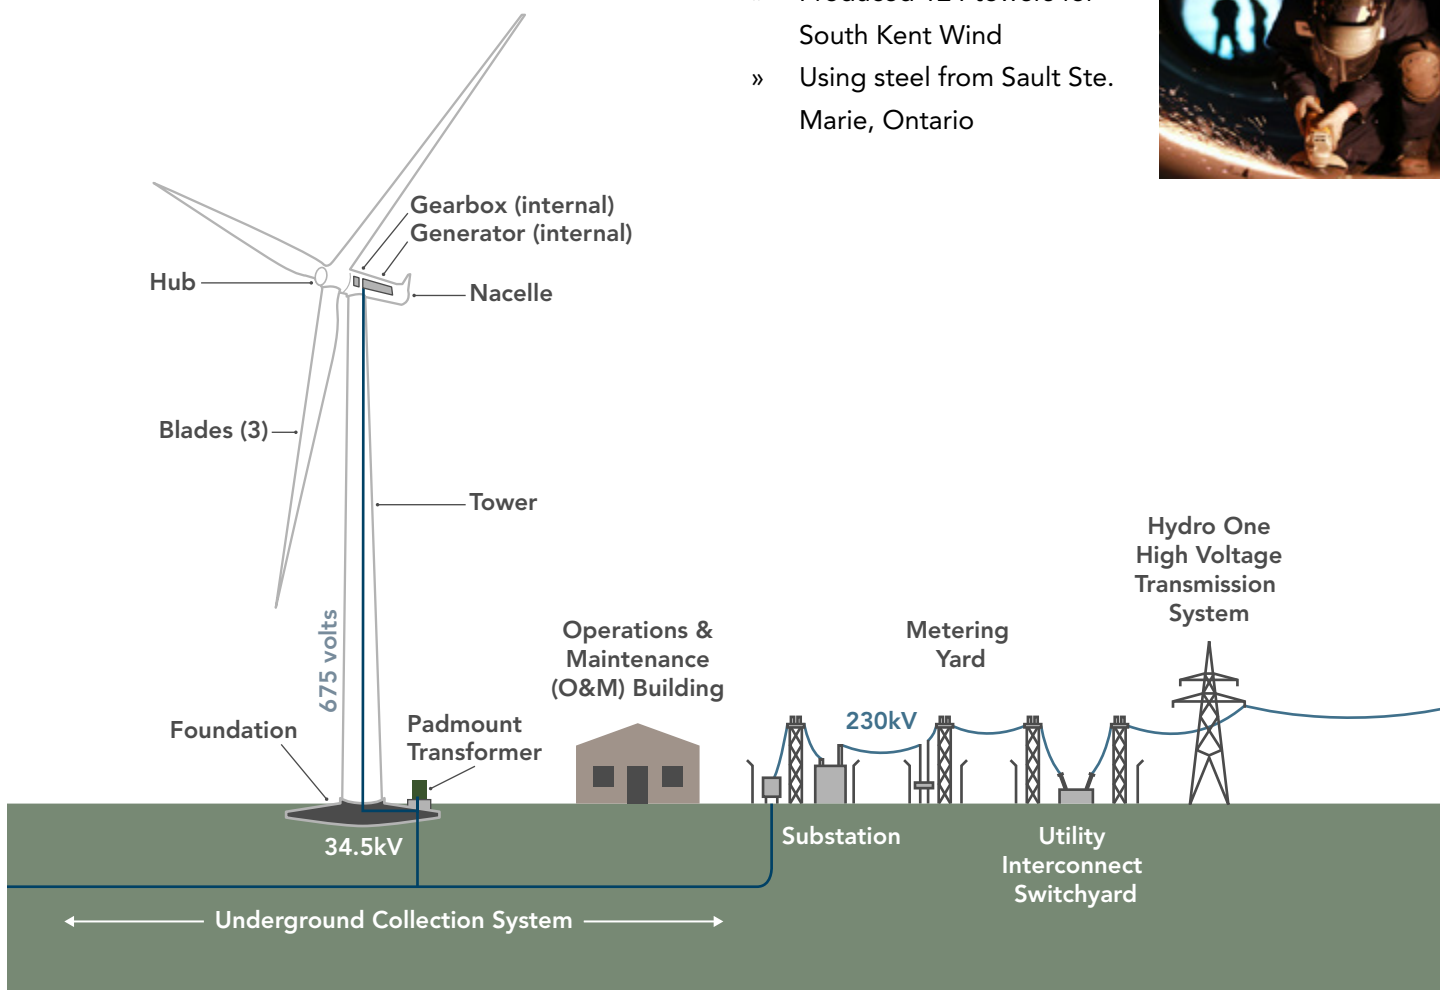 South Kent Wind
» Using steel from Sault Ste.
Marie, Ontario
Gearbox (internal)
Generator (internal)
Hub
Nacelle
Blades (3)
Tower
675 volts
Foundation
Padmount
Transformer
34.5kV
Operations &
Maintenance
(O&M) Building
Metering
Yard
230kV
Hydro One
High Voltage
Transmission
System
Substation
Utility
Interconnect
Switchyard
Underground Collection System